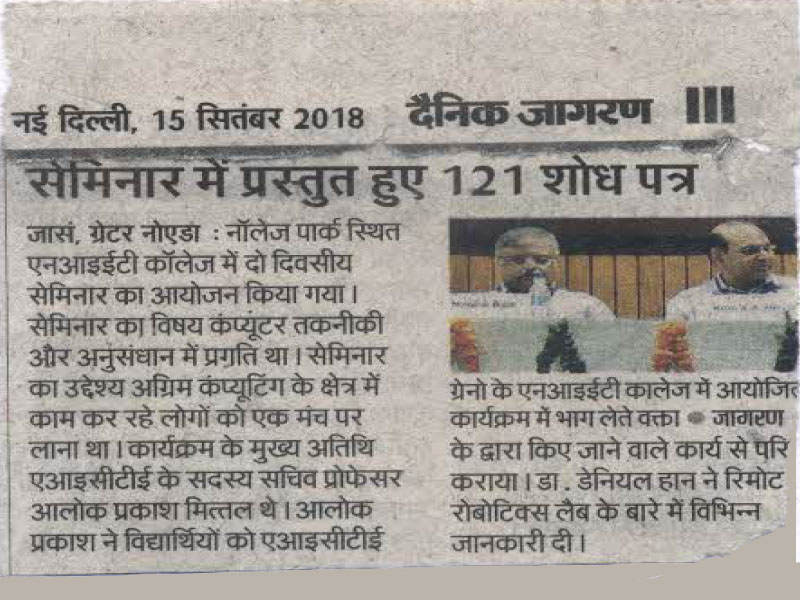 नई दिल्ली, 15 सितंबर 2018 दैनिक जागरण III
सेमिनार में प्रस्तुत हुए 121 शोध पत्र
जासं, ग्रेटर नोएडा : नॉलेज पार्क स्थित
एनआइईटी कॉलेज में दो दिवसीय
सेमिनार का आयोजन किया गया।
सेमिनार का विषय कंप्यूटर तकनीकी
और अनुसंधान में प्रगति था। सेमिनार
का उद्देश्य अग्रिम कंप्यूटिंग के क्षेत्र में
काम कर रहे लोगों को एक मंच पर
लाना था। कार्यक्रम के मुख्य अतिथि
एआइसीटीई के सदस्य सचिव प्रोफेसर
आलोक प्रकाश मित्तल थे। आलोक
प्रकाश ने विद्यार्थियों को एआइसीटीई
ग्रेनो के एनआइईटी कालेज में आयोजित
कार्यक्रम में भाग लेते वक्ता ● जागरण
के द्वारा किए जाने वाले कार्य से परि
कराया। डा. डेनियल हान ने रिमोट
रोबोटिक्स लैब के बारे में विभिन्न
जानकारी दी।